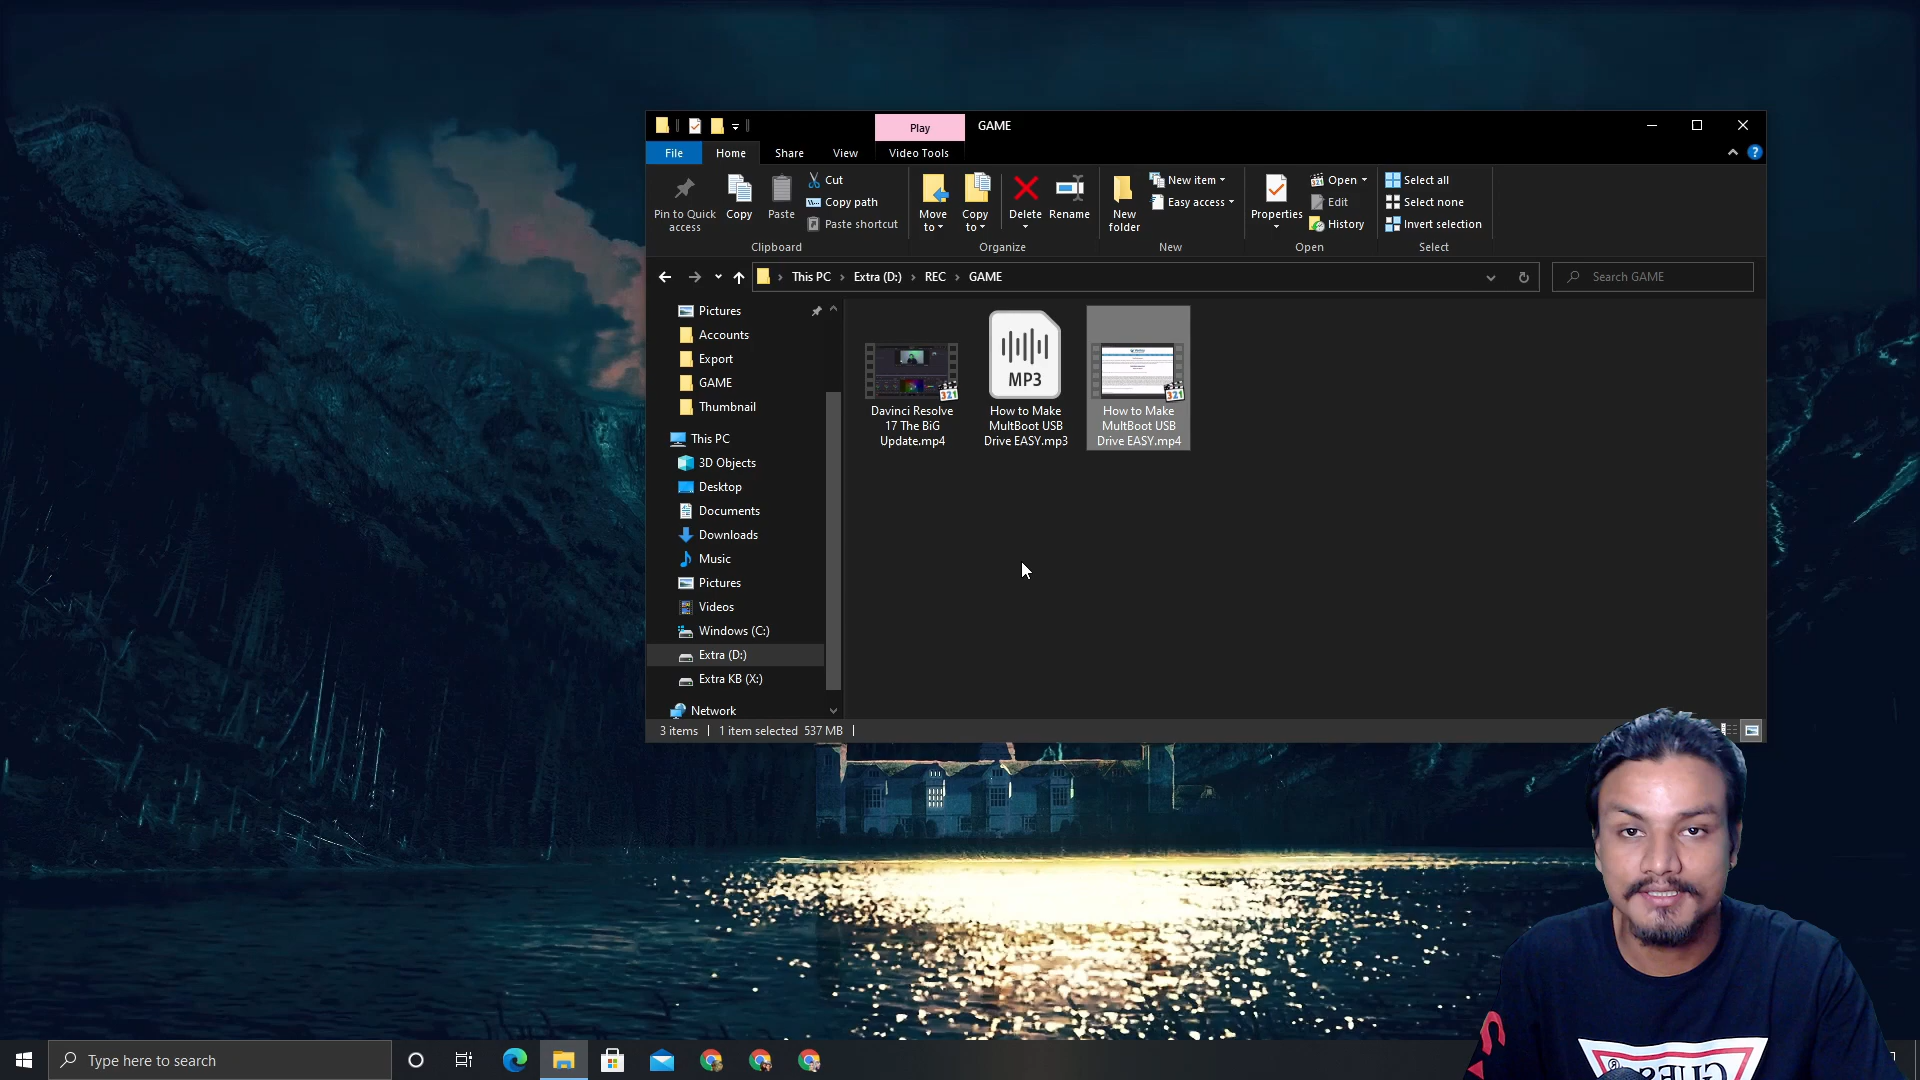 Play
GAME
File
Home
Share
View
Video Tools
Pin to Quick
access
Copy
Paste
Cut
Copy path
Paste shortcut
Clipboard
Move
to
Copy
to
Delete
Rename
Organize
New
folder
New item
Easy access
New
Properties
Open
Edit
History
Open
Select all
Select none
Invert selection
Select
This PC
Extra (D:)
REC
GAME
Search GAME
Pictures
Accounts
Export
GAME
Thumbnail
This PC
3D Objects
Desktop
Documents
Downloads
Music
Pictures
Videos
Windows (C:)
Extra (D:)
Extra KB (X:)
Network
321
Davinci Resolve
17 The BiG
Update.mp4
MP3
How to Make
MultBoot USB
Drive EASY.mp3
321
How to Make
MultBoot USB
Drive EASY.mp4
3 items
1 item selected 537 MB
GUESS
Type here to search